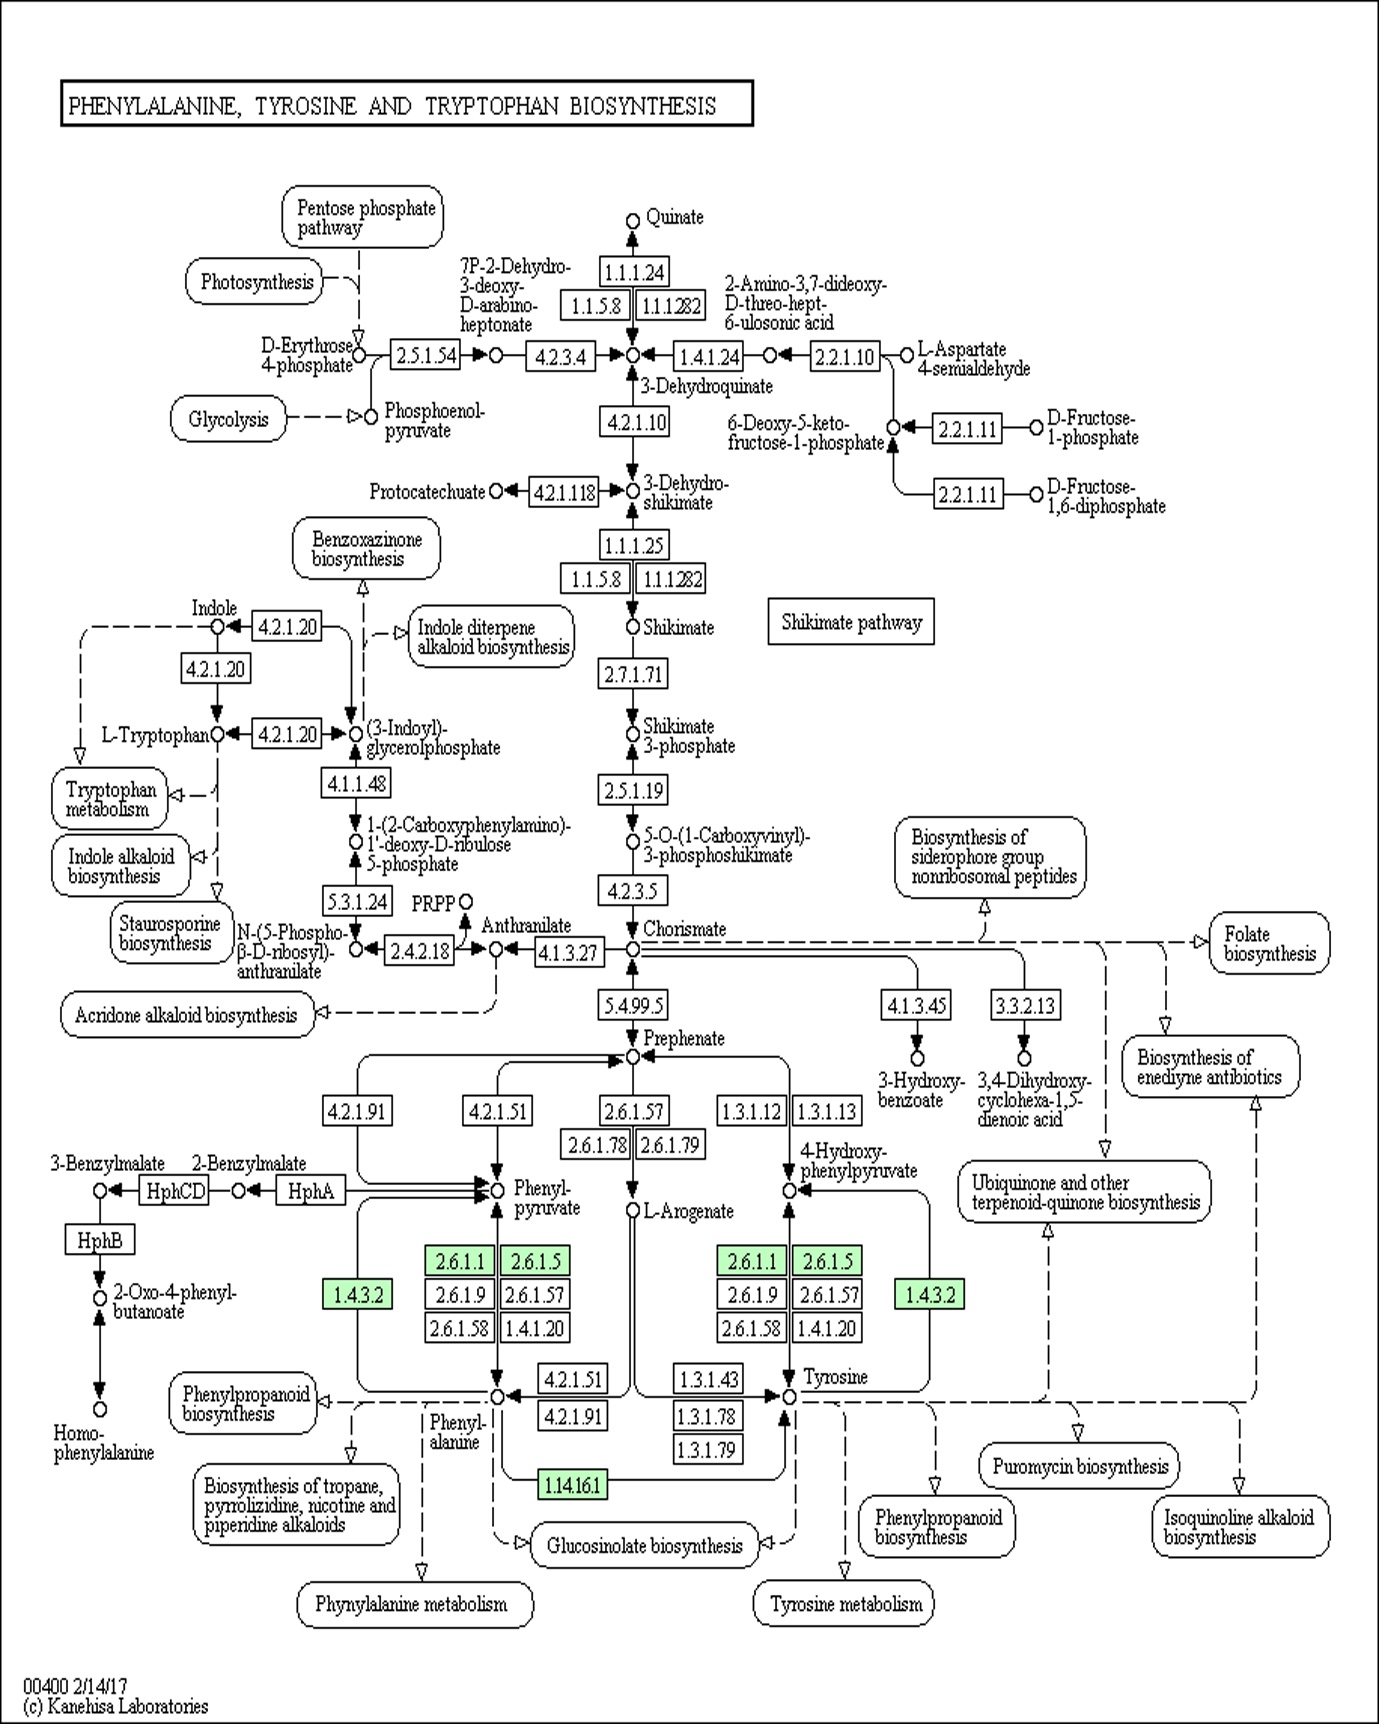 PHENYLALANINE, TYROSINE AND TRYPTOPHAN BIOSYNTHESIS
Pentose phosphate
pathway
Photosynthesis
Quinate
1.1.1.24
1.1.5.8
1.1.1.282
7P-2-Dehydro-
3-deoxy-
D-arabino-
heptonate
2-Amino-3,7-dideoxy-
D-threo-hept-
6-ulosonic acid
D-Erythrose
4-phosphate
2.5.1.54
4.2.3.4
1.4.1.24
2.2.1.10
L-Aspartate
4-semialdehyde
3-Dehydroquinate
Glycolysis
Phosphoenol-
pyruvate
4.2.1.10
6-Deoxy-5-keto-
fructose-1-phosphate
2.2.1.11
D-Fructose-
1-phosphate
Protocatechuate
4.2.1.118
3-Dehydro-
shikimate
2.2.1.11
D-Fructose-
1,6-diphosphate
Benzoxazinone
biosynthesis
1.1.1.25
1.1.5.8
1.1.1.282
Indole
4.2.1.20
Indole diterpene
alkaloid biosynthesis
Shikimate
Shikimate pathway
4.2.1.20
2.7.1.71
L-Tryptophan
4.2.1.20
(3-Indoyl)-
glycerolphosphate
Shikimate
3-phosphate
Tryptophan
metabolism
4.1.1.48
2.5.1.19
1-(2-Carboxyphenylamino)-
1'-deoxy-D-ribulose
5-phosphate
5-O-(1-Carboxyvinyl)-
3-phosphoshikimate
Biosynthesis of
siderophore group
nonribosomal peptides
Indole alkaloid
biosynthesis
5.3.1.24
PRPP
4.2.3.5
Staurosporine
biosynthesis
N-(5-Phospho-
β-D-ribosyl)-
anthranilate
2.4.2.18
Anthranilate
4.1.3.27
Chorismate
Folate
biosynthesis
Acridone alkaloid biosynthesis
5.4.99.5
4.1.3.45
3.3.2.13
Prephenate
3-Hydroxy-
benzoate
3,4-Dihydroxy-
cyclohexa-1,5-
dienoic acid
Biosynthesis of
enediyne antibiotics
4.2.1.91
4.2.1.51
2.6.1.57
1.3.1.12
1.3.1.13
2.6.1.78
2.6.1.79
3-Benzylmalate
2-Benzylmalate
4-Hydroxy-
phenylpyruvate
HphCD
HphA
Phenyl-
pyruvate
L-Arogenate
Ubiquinone and other
terpenoid-quinone biosynthesis
HphB
2-Oxo-4-phenyl-
butanoate
1.4.3.2
2.6.1.1
2.6.1.5
2.6.1.9
2.6.1.57
2.6.1.58
1.4.1.20
2.6.1.1
2.6.1.5
2.6.1.9
2.6.1.57
2.6.1.58
1.4.1.20
1.4.3.2
Homo-
phenylalanine
Phenylpropanoid
biosynthesis
Phenyl-
alanine
4.2.1.51
4.2.1.91
1.3.1.43
1.3.1.78
1.3.1.79
Tyrosine
Biosynthesis of tropane,
pyrrolizidine, nicotine and
piperidine alkaloids
1.14.16.1
Puromycin biosynthesis
Glucosinolate biosynthesis
Phenylpropanoid
biosynthesis
Isoquinoline alkaloid
biosynthesis
Phynylalanine metabolism
Tyrosine metabolism
00400 2/14/17
(c) Kanehisa Laboratories